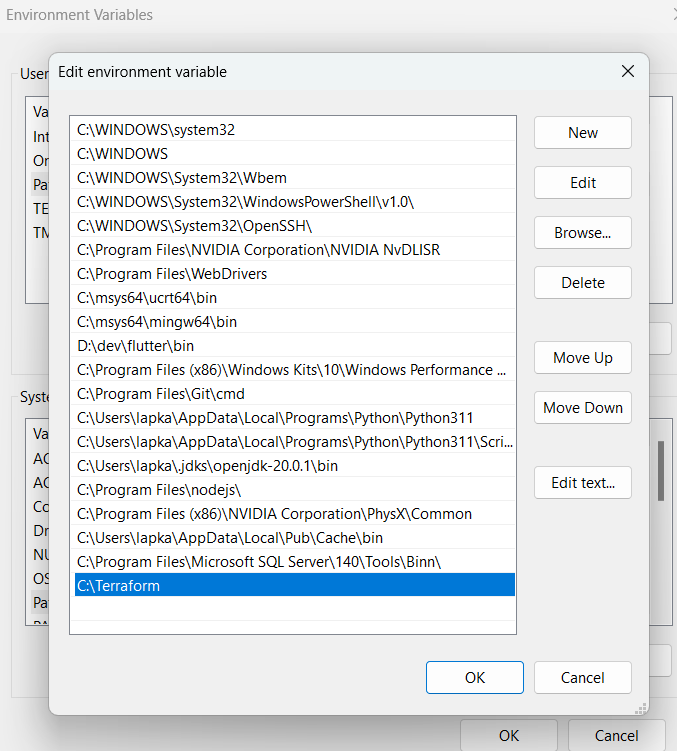 Environment Variables
Edit environment variable
User
Va
Int
On
Pa
TE
TM
C:\WINDOWS\system32
C:\WINDOWS
C:\WINDOWS\System32\Wbem
C:\WINDOWS\System32\WindowsPowerShell\v1.0\
C:\WINDOWS\System32\OpenSSH\
C:\Program Files\NVIDIA Corporation\NVIDIA NvDLISR
C:\Program Files\WebDrivers
C:\msys64\ucrt64\bin
C:\msys64\mingw64\bin
D:\dev\flutter\bin
C:\Program Files (x86)\Windows Kits\10\Windows Performance ...
C:\Program Files\Git\cmd
C:\Users\lapka\AppData\Local\Programs\Python\Python311
C:\Users\lapka\AppData\Local\Programs\Python\Python311\Scri...
C:\Users\lapka\.jdks\openjdk-20.0.1\bin
C:\Program Files\nodejs\
C:\Program Files (x86)\NVIDIA Corporation\PhysX\Common
C:\Users\lapka\AppData\Local\Pub\Cache\bin
C:\Program Files\Microsoft SQL Server\140\Tools\Binn\
C:\Terraform
New
Edit
Browse...
Delete
Move Up
Move Down
Edit text...
Syste
Va
AC
AC
Co
Dr
NU
OS
Pa
OK
Cancel
OK
Cancel